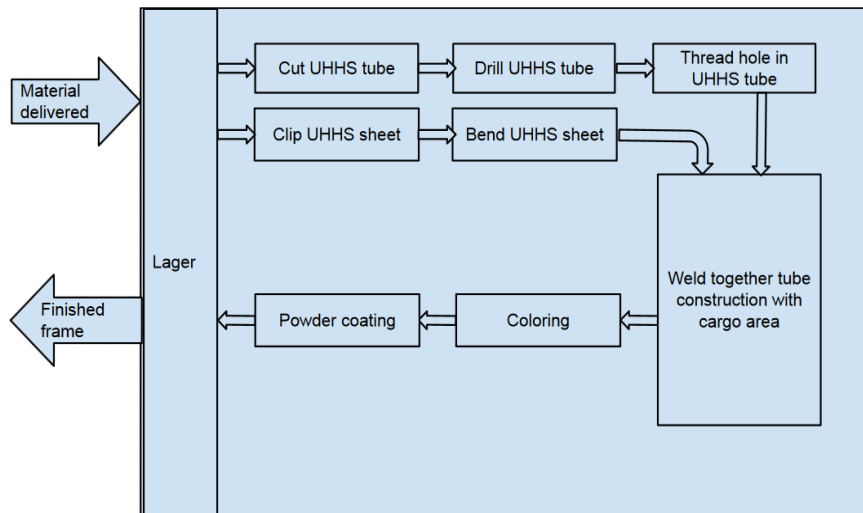 Material
delivered
Cut UHHS tube
Drill UHHS tube
Thread hole in
UHHS tube
Clip UHHS sheet
Bend UHHS sheet
Lager
Weld together tube
construction with
cargo area
Finished
frame
Powder coating
Coloring